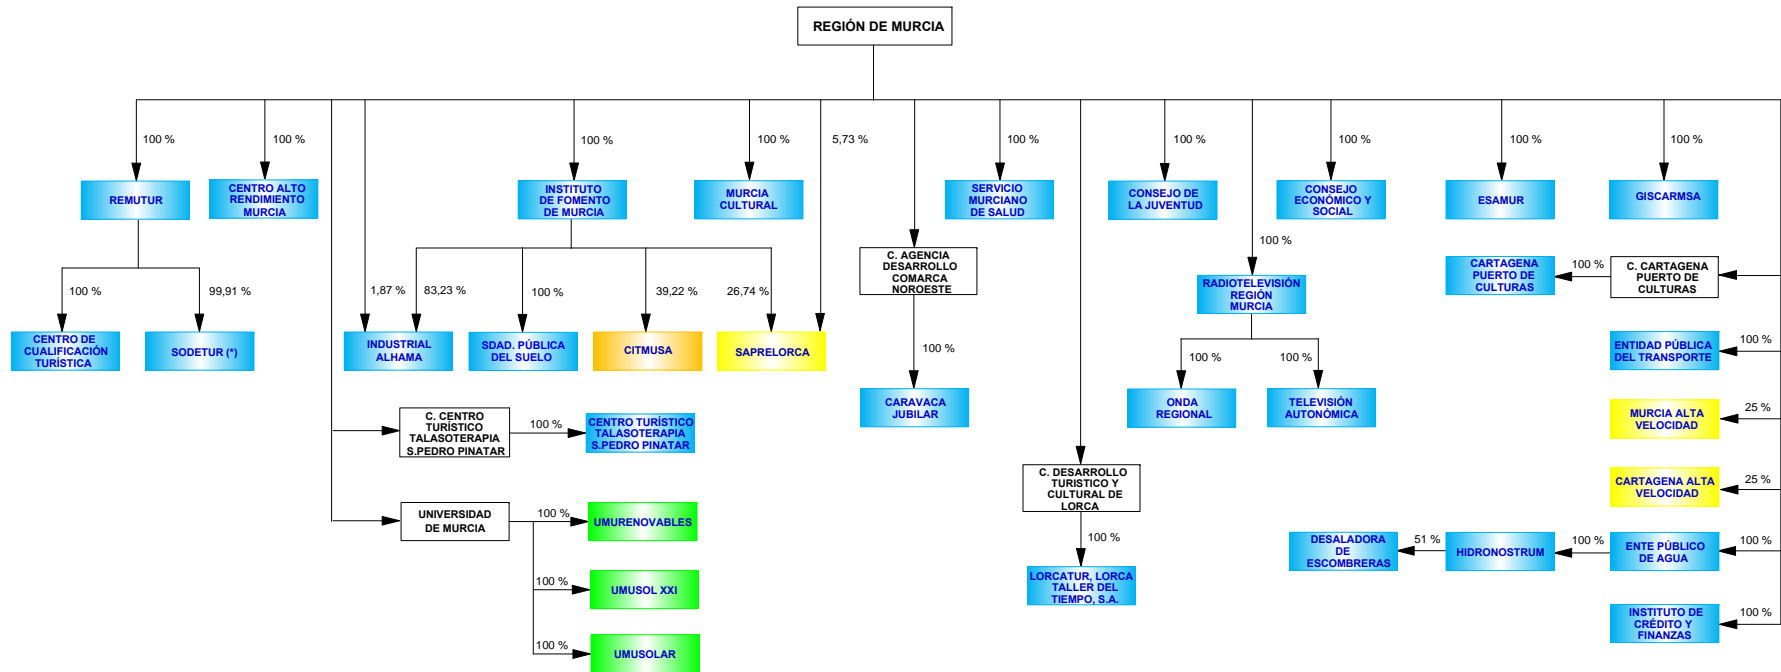 REGIÓN DE MURCIA
100 %
100 %
100 %
100 %
5,73 %
100 %
100 %
100 %
100 %
100 %
REMUTUR
CENTRO ALTO
RENDIMIENTO
MURCIA
INSTITUTO
DE FOMENTO
DE MURCIA
MURCIA
CULTURAL
SERVICIO
MURCIANO
DE SALUD
CONSEJO DE
LA JUVENTUD
CONSEJO
ECONÓMICO Y
SOCIAL
ESAMUR
GISCARMSA
100 %
99,91 %
1,87 %
83,23 %
100 %
39,22 %
26,74 %
C. AGENCIA
DESARROLLO
COMARCA
NOROESTE
100 %
RADIOTELEVISIÓN
REGIÓN
MURCIA
CARTAGENA
PUERTO DE
CULTURAS
100 %
C. CARTAGENA
PUERTO DE
CULTURAS
CENTRO DE
CUALIFICACIÓN
TURÍSTICA
SODETUR (*)
INDUSTRIAL
ALHAMA
SDAD. PÚBLICA
DEL SUELO
CITMUSA
SAPRELORCA
100 %
100 %
100 %
ENTIDAD PÚBLICA
DEL TRANSPORTE
100 %
CARAVACA
JUBILAR
ONDA
REGIONAL
TELEVISIÓN
AUTONÓMICA
MURCIA ALTA
VELOCIDAD
25 %
C. CENTRO
TURÍSTICO
TALASOTERAPIA
S.PEDRO PINATAR
100 %
CENTRO TURÍSTICO
TALASOTERAPIA
S.PEDRO PINATAR
C. DESARROLLO
TURISTICO Y
CULTURAL DE
LORCA
CARTAGENA ALTA
VELOCIDAD
25 %
UNIVERSIDAD
DE MURCIA
100 %
UMURENOVABLES
100 %
LORCATUR, LORCA
TALLER DEL
TIEMPO, S.A.
DESALADORA
DE
ESCOMBRERAS
51 %
HIDRONOSTRUM
100 %
ENTE PÚBLICO
DE AGUA
100 %
100 %
UMUSOL XXI
INSTITUTO DE
CRÉDITO Y
FINANZAS
100 %
100 %
UMUSOLAR